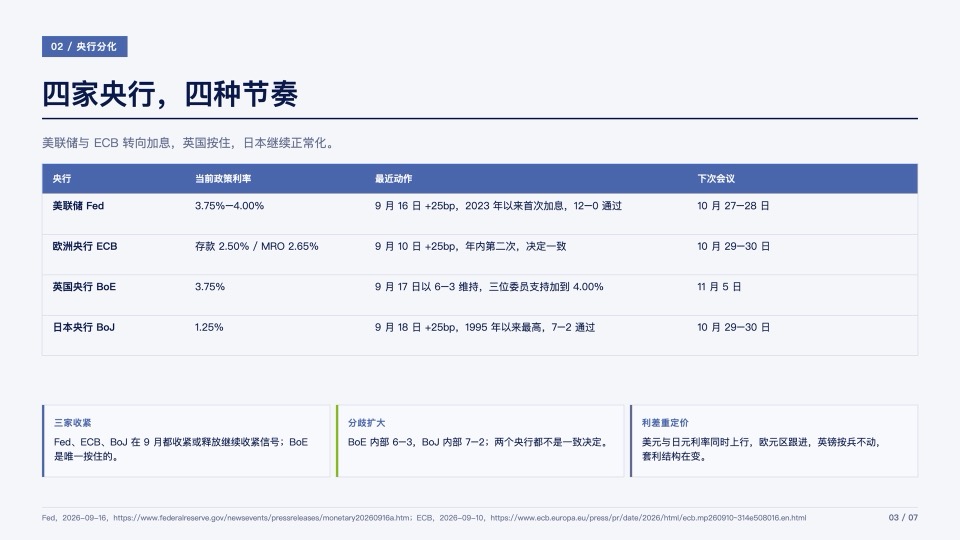 02 / 央行分化
四家央行，四种节奏
美联储与 ECB 转向加息，英国按住，日本继续正常化。
央行 当前政策利率 最近动作 下次会议
美联储 Fed 3.75%—4.00% 9 月 16 日 +25bp，2023 年以来首次加息，12—0 通过 10 月 27—28 日
欧洲央行 ECB 存款 2.50% / MRO 2.65% 9 月 10 日 +25bp，年内第二次，决定一致 10 月 29—30 日
英国央行 BoE 3.75% 9 月 17 日以 6—3 维持，三位委员支持加到 4.00% 11 月 5 日
日本央行 BoJ 1.25% 9 月 18 日 +25bp，1995 年以来最高，7—2 通过 10 月 29—30 日
三家收紧
Fed、ECB、BoJ 在 9 月都收紧或释放继续收紧信号；BoE
是唯一按住的。
分歧扩大
BoE 内部 6—3，BoJ 内部 7—2；两个央行都不是一致决定。
利差重定价
美元与日元利率同时上行，欧元区跟进，英镑按兵不动，
套利结构在变。
Fed，2026-09-16，https://www.federalreserve.gov/newsevents/pressreleases/monetary20260916a.htm；ECB，2026-09-10，https://www.ecb.europa.eu/press/pr/date/2026/html/ecb.mp260910~314e508016.en.html
03 / 07